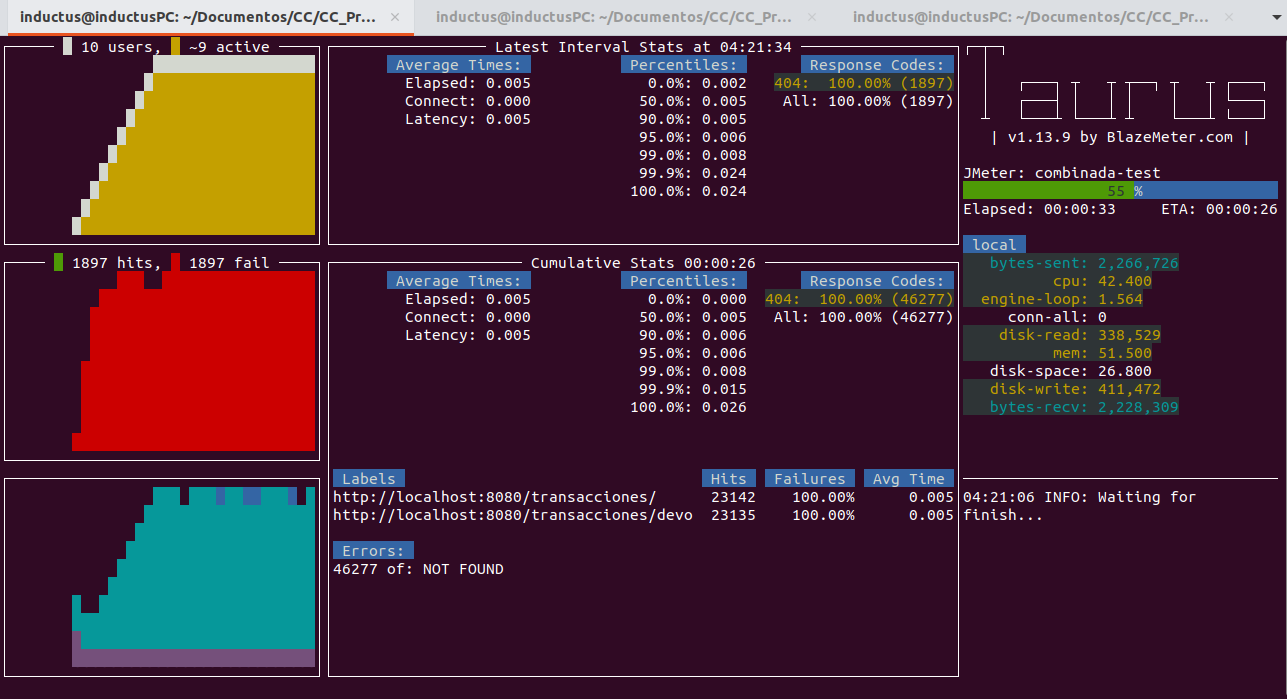 inductus@inductusPC: ~/Documentos/CC/CC_Pr... × inductus@inductusPC: ~/Documentos/CC/CC_Pr... × inductus@inductusPC: ~/Documentos/CC/CC_Pr... ×
10 users, ~9 active
1897 hits, 1897 fail
Latest Interval Stats at 04:21:34
Average Times: Percentiles: Response Codes:
Elapsed: 0.005 0.0%: 0.002 404: 100.00% (1897)
Connect: 0.000 50.0%: 0.005 All: 100.00% (1897)
Latency: 0.005 90.0%: 0.005
95.0%: 0.006
99.0%: 0.008
99.9%: 0.024
100.0%: 0.024
Cumulative Stats 00:00:26
Average Times: Percentiles: Response Codes:
Elapsed: 0.005 0.0%: 0.000 404: 100.00% (46277)
Connect: 0.000 50.0%: 0.005 All: 100.00% (46277)
Latency: 0.005 90.0%: 0.006
95.0%: 0.006
99.0%: 0.008
99.9%: 0.015
100.0%: 0.026
Labels Hits Failures Avg Time
http://localhost:8080/transacciones/ 23142 100.00% 0.005
http://localhost:8080/transacciones/devo 23135 100.00% 0.005
Errors:
46277 of: NOT FOUND
Taurus
| v1.13.9 by BlazeMeter.com |
JMeter: combinada-test
55 %
Elapsed: 00:00:33 ETA: 00:00:26
local
bytes-sent: 2,266,726
cpu: 42.400
engine-loop: 1.564
conn-all: 0
disk-read: 338,529
mem: 51.500
disk-space: 26.800
disk-write: 411,472
bytes-recv: 2,228,309
04:21:06 INFO: Waiting for
finish...